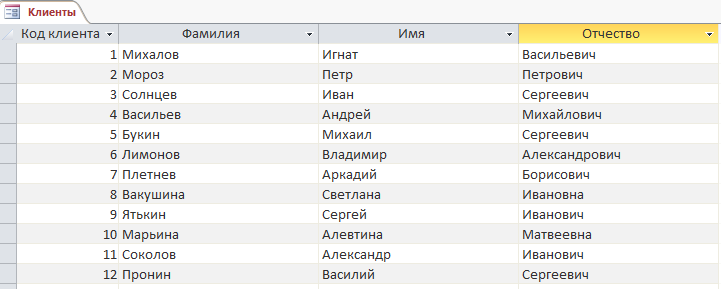 Клиенты
Код клиента Фамилия Имя Отчество
1 Михалов Игнат Васильевич
2 Мороз Петр Петрович
3 Солнцев Иван Сергеевич
4 Васильев Андрей Михайлович
5 Букин Михаил Сергеевич
6 Лимонов Владимир Александрович
7 Плетнев Аркадий Борисович
8 Вакушина Светлана Ивановна
9 Ятькин Сергей Иванович
10 Марьина Алевтина Матвеевна
11 Соколов Александр Иванович
12 Пронин Василий Сергеевич